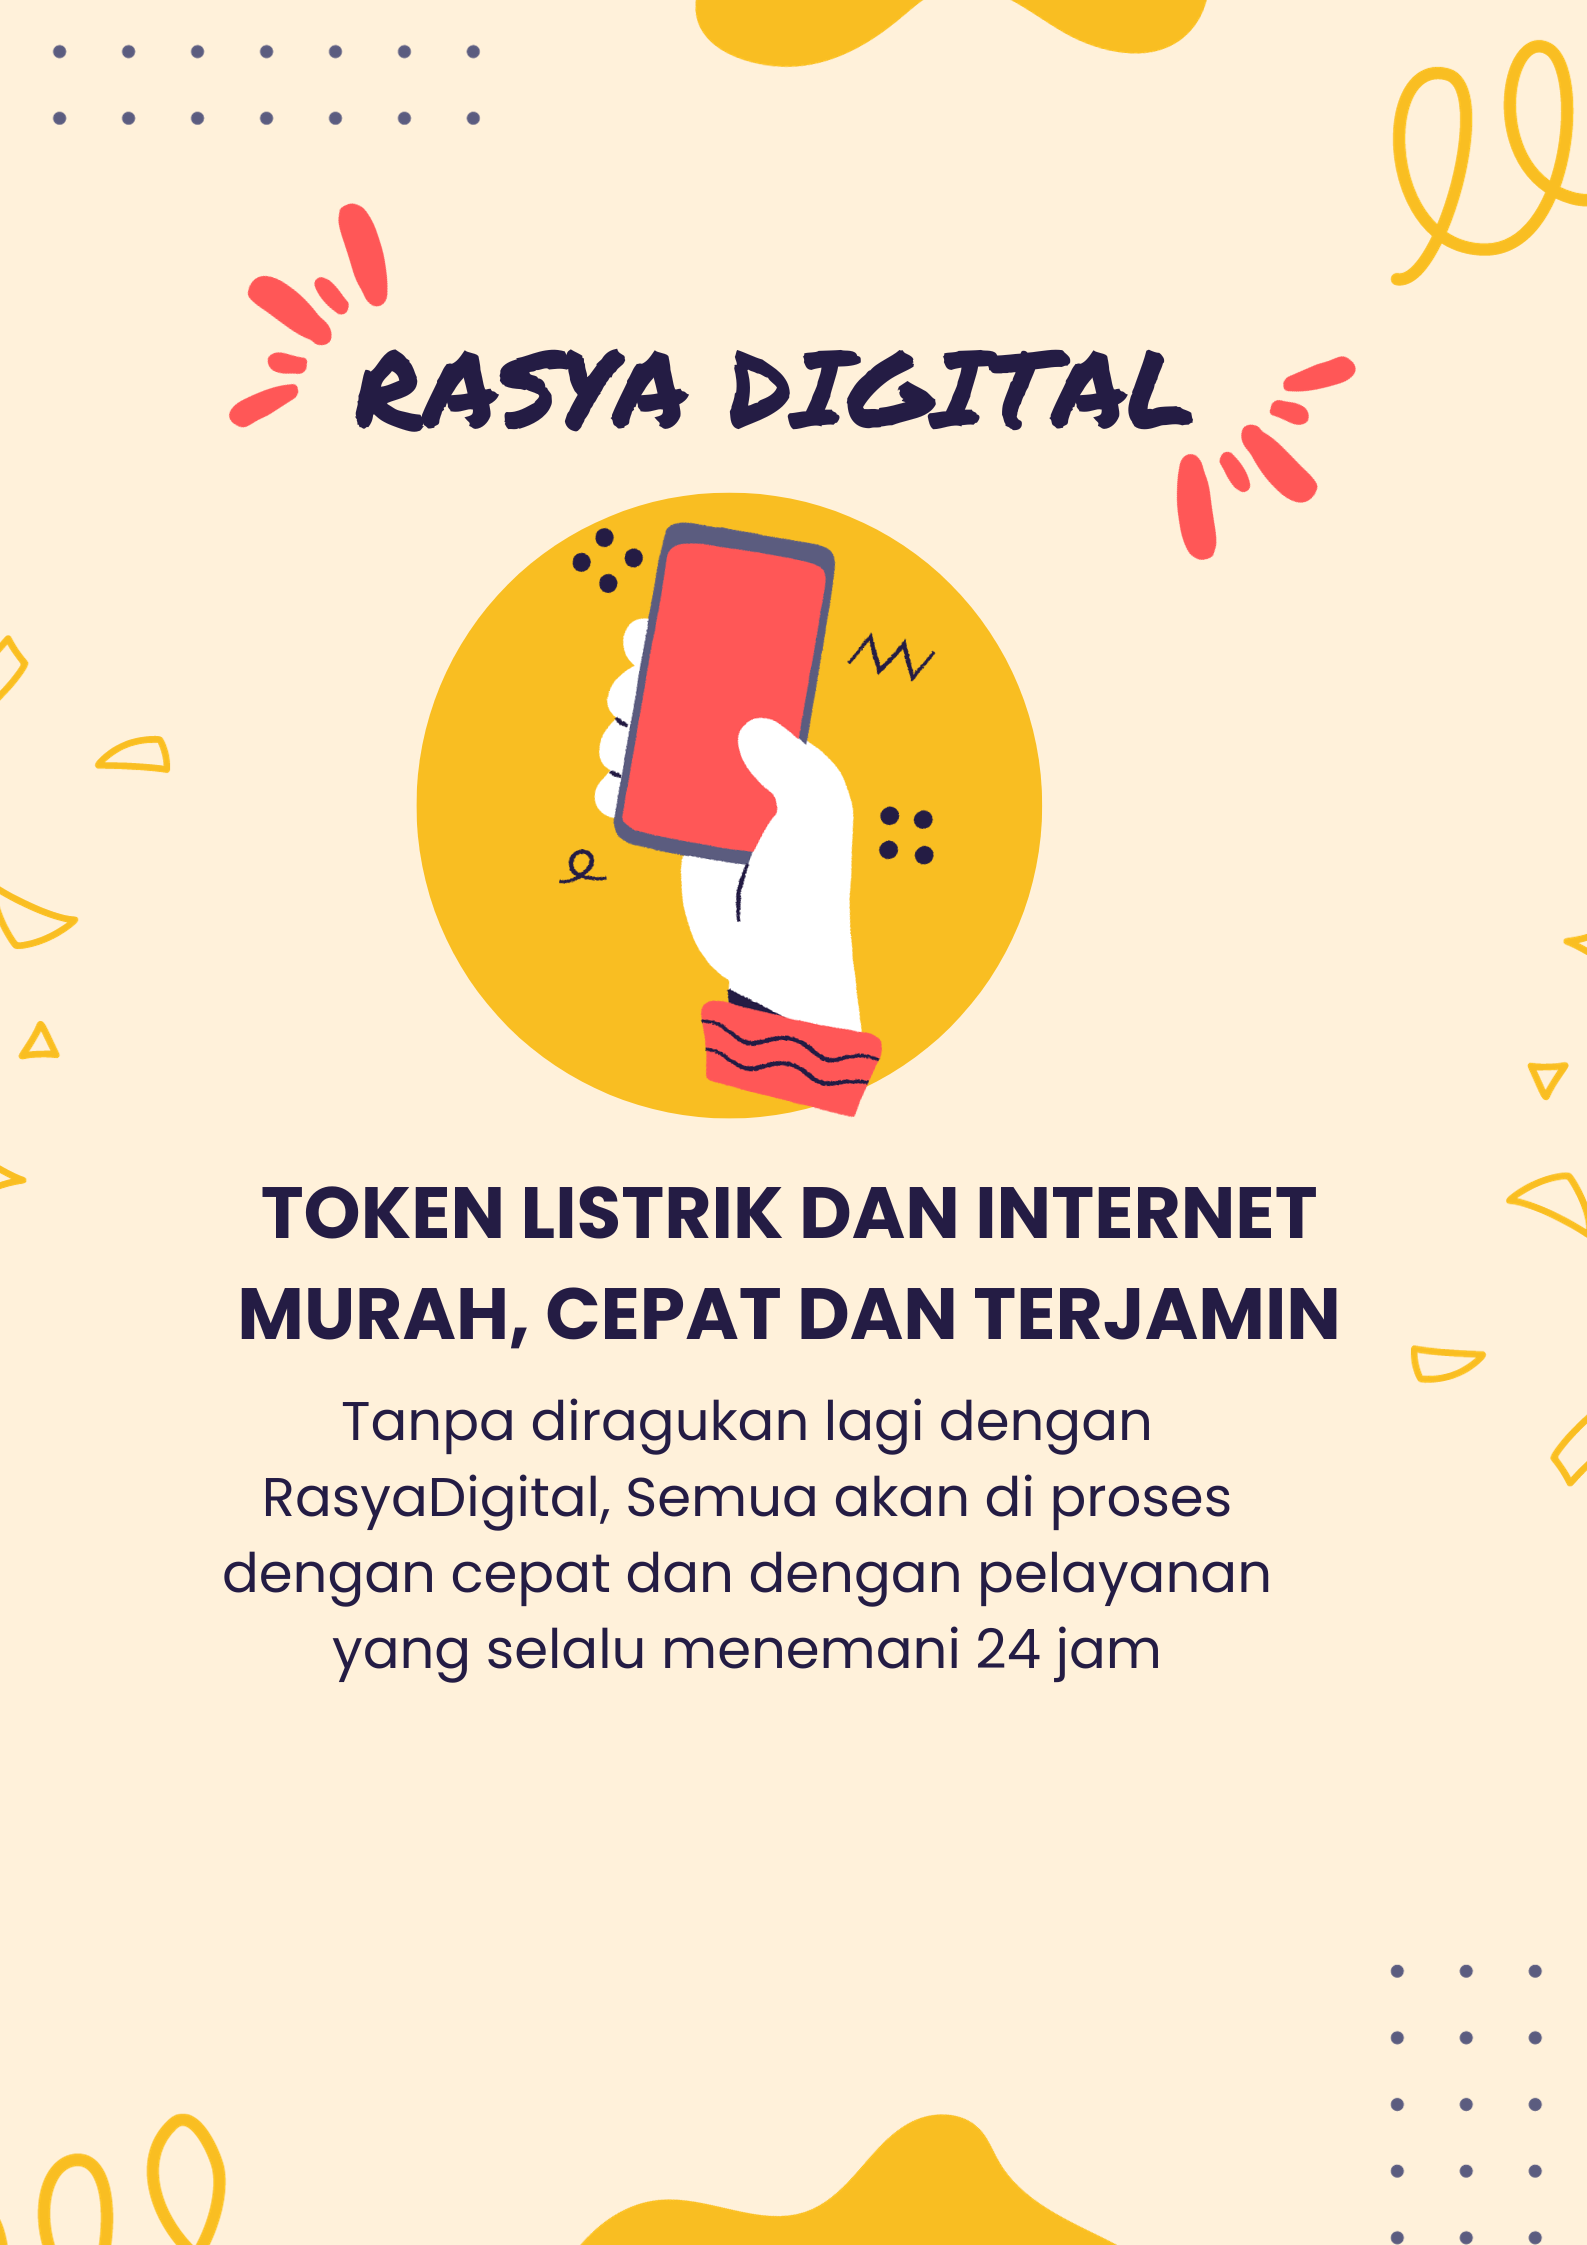 RASYA DIGITAL
TOKEN LISTRIK DAN INTERNET
MURAH, CEPAT DAN TERJAMIN
Tanpa diragukan lagi dengan
RasyaDigital, Semua akan di proses
dengan cepat dan dengan pelayanan
yang selalu menemani 24 jam